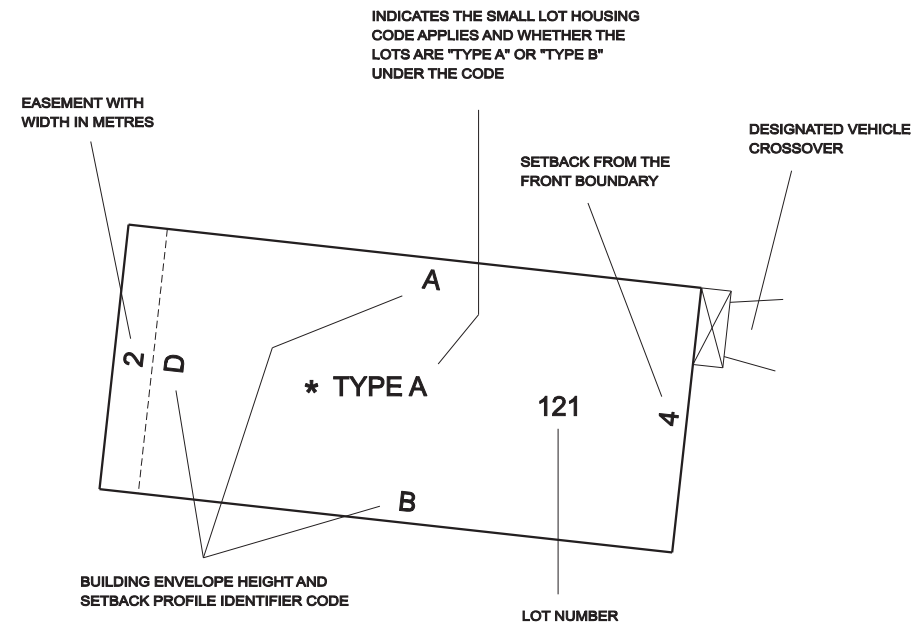 INDICATES THE SMALL LOT HOUSING
CODE APPLIES AND WHETHER THE
LOTS ARE "TYPE A" OR "TYPE B"
UNDER THE CODE
EASEMENT WITH
WIDTH IN METRES
DESIGNATED VEHICLE
CROSSOVER
SETBACK FROM THE
FRONT BOUNDARY
A
2
D
* TYPE A
121
4
B
BUILDING ENVELOPE HEIGHT AND
SETBACK PROFILE IDENTIFIER CODE
LOT NUMBER